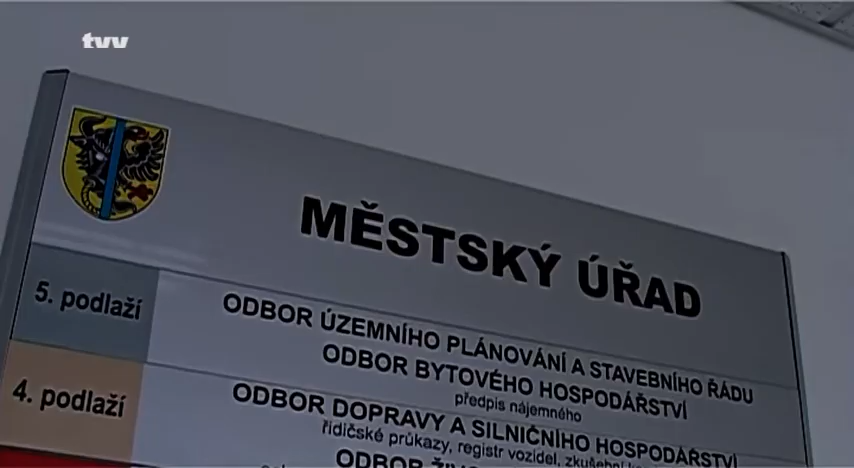 tvv
MĚSTSKÝ ÚŘAD
5. podlaží
ODBOR ÚZEMNÍHO PLÁNOVÁNÍ A STAVEBNÍHO ŘÁDU
ODBOR BYTOVÉHO HOSPODÁŘSTVÍ
předpis nájemného
4. podlaží
ODBOR DOPRAVY A SILNIČNÍHO HOSPODÁŘSTVÍ
řidičské průkazy, registr vozidel, zkušební
ODBOR